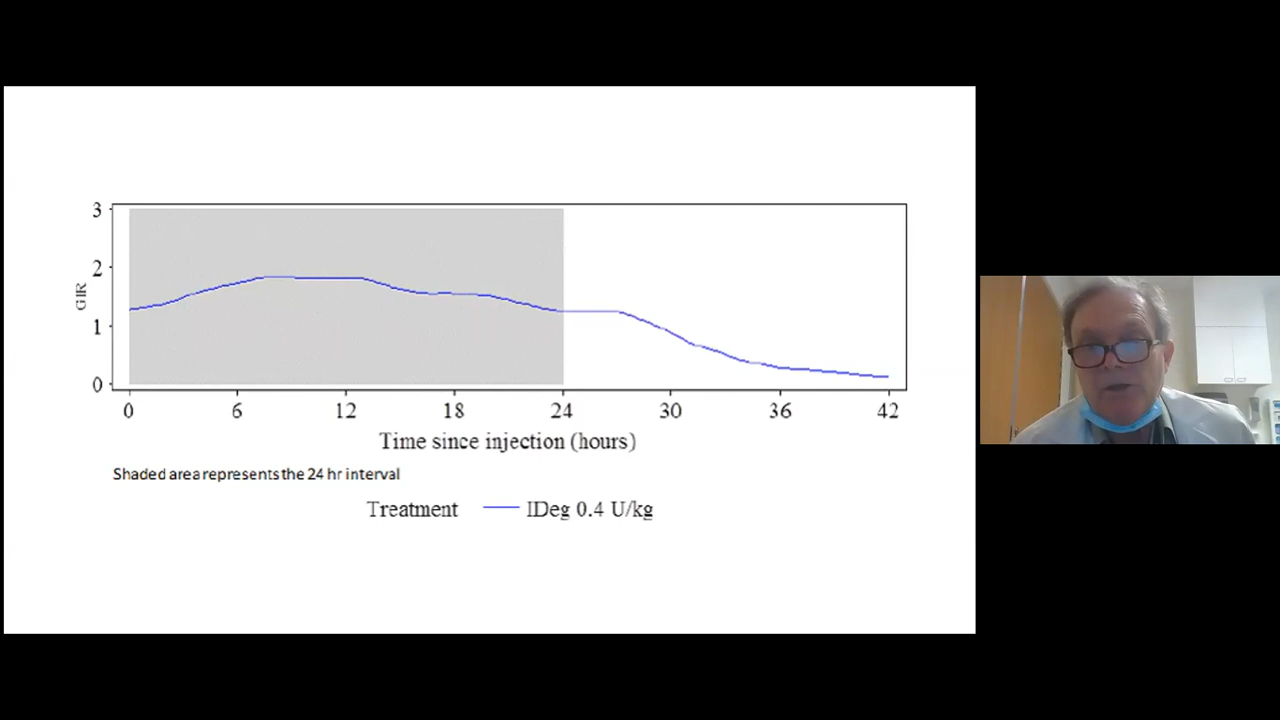 3
2
1
0
GIR
0 6 12 18 24 30 36 42
Time since injection (hours)
Shaded area represents the 24 hr interval
Treatment IDeg 0.4 U/kg